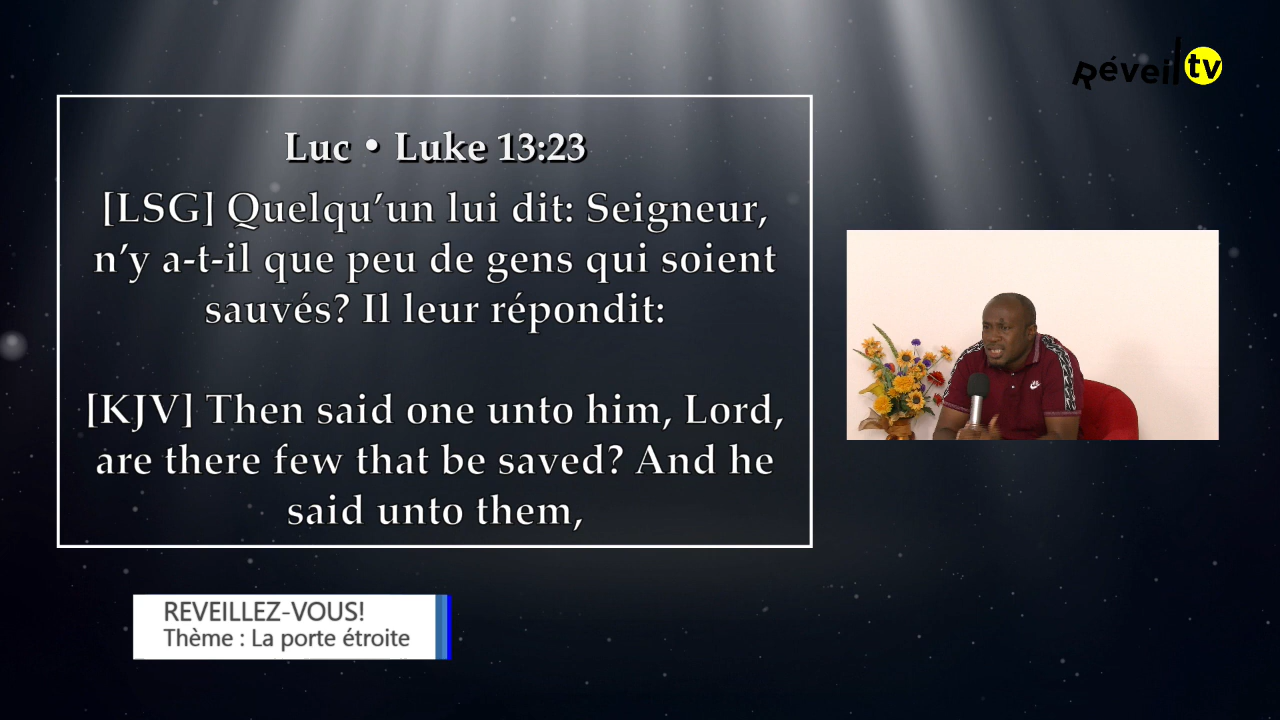 Réveil tv
Luc • Luke 13:23
[LSG] Quelqu’un lui dit: Seigneur,
n’y a-t-il que peu de gens qui soient
sauvés? Il leur répondit:
[KJV] Then said one unto him, Lord,
are there few that be saved? And he
said unto them,
REVEILLEZ-VOUS!
Thème : La porte étroite